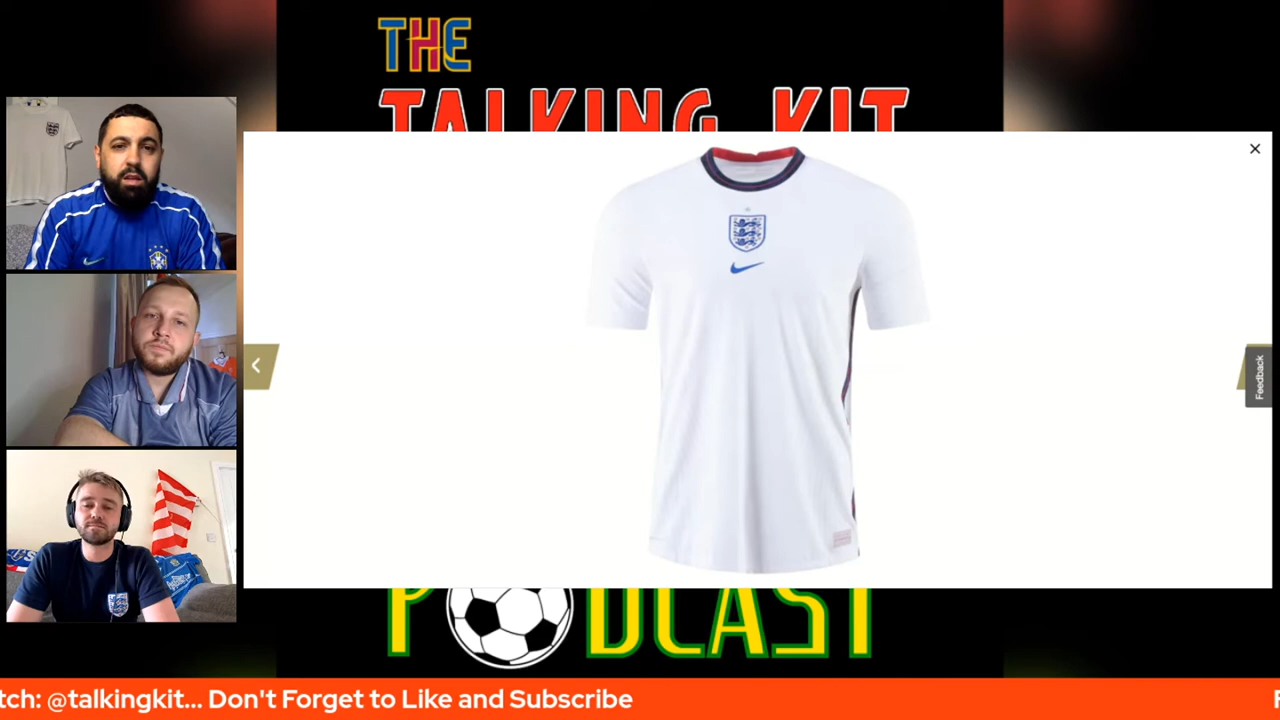 THE
TALKING KIT
Feedback
PODCAST
tch: @talkingkit... Don't Forget to Like and Subscribe